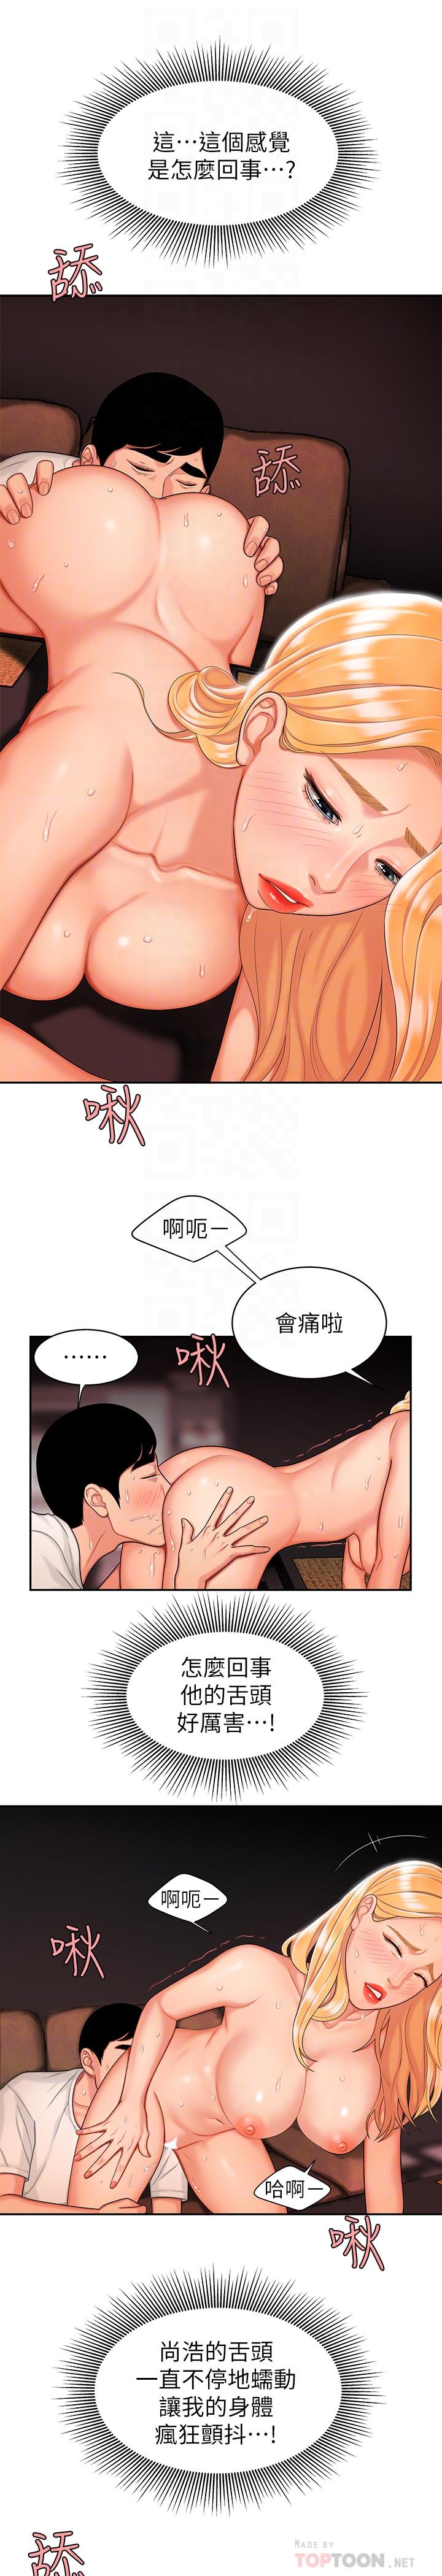 這⋯這個感覺
是怎麼回事⋯?
舔
舔
啾
啊呃－
會痛啦
⋯⋯
啾
怎麼回事
他的舌頭
好厲害⋯!
啊呃－
啾
哈啊－
啾
尚浩的舌頭
一直不停地蠕動
讓我的身體
瘋狂顫抖⋯!
舔
MADE BY
TOPTOON.NET